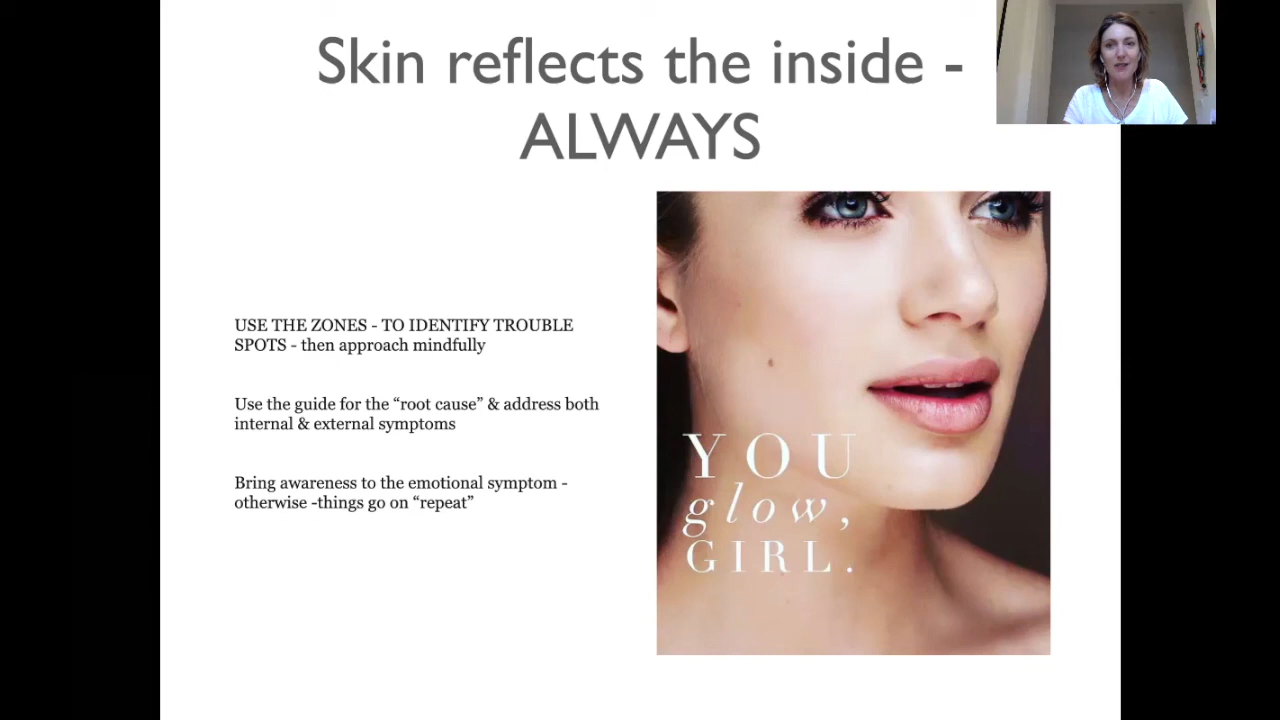 Skin reflects the inside -
ALWAYS
USE THE ZONES - TO IDENTIFY TROUBLE
SPOTS - then approach mindfully
Use the guide for the “root cause” & address both
internal & external symptoms
Bring awareness to the emotional symptom -
otherwise -things go on “repeat”
YOU
glow,
GIRL.